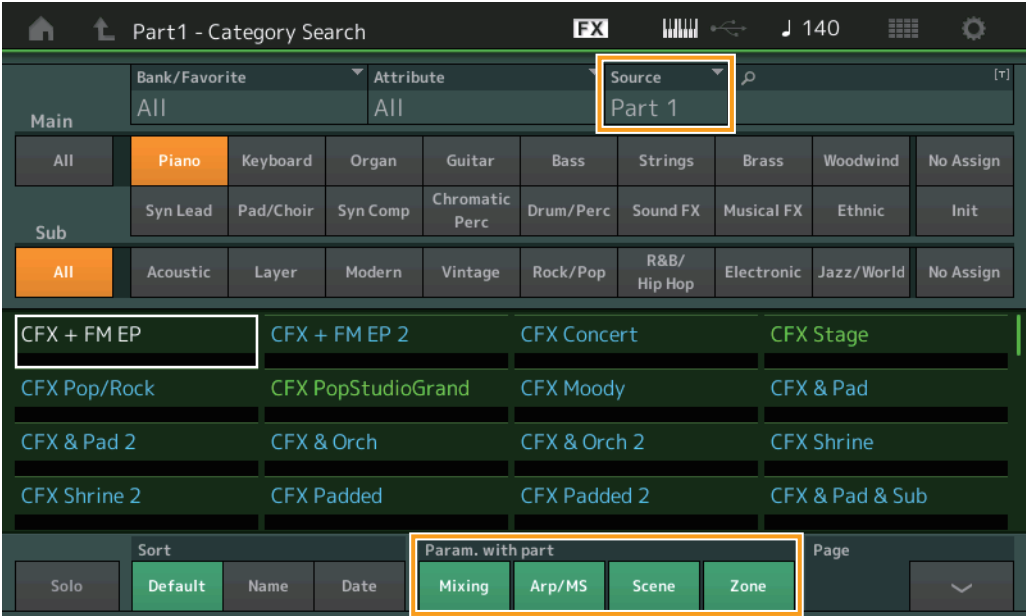 Part1 - Category Search FX ♩ 140
Bank/Favorite Attribute Source [T]
All All Part 1
Main
All Piano Keyboard Organ Guitar Bass Strings Brass Woodwind No Assign
Syn Lead Pad/Choir Syn Comp Chromatic Perc Drum/Perc Sound FX Musical FX Ethnic Init
Sub
All Acoustic Layer Modern Vintage Rock/Pop R&B/ Hip Hop Electronic Jazz/World No Assign
CFX + FM EP CFX + FM EP 2 CFX Concert CFX Stage
CFX Pop/Rock CFX PopStudioGrand CFX Moody CFX & Pad
CFX & Pad 2 CFX & Orch CFX & Orch 2 CFX Shrine
CFX Shrine 2 CFX Padded CFX Padded 2 CFX & Pad & Sub
Sort Param. with part Page
Solo Default Name Date Mixing Arp/MS Scene Zone